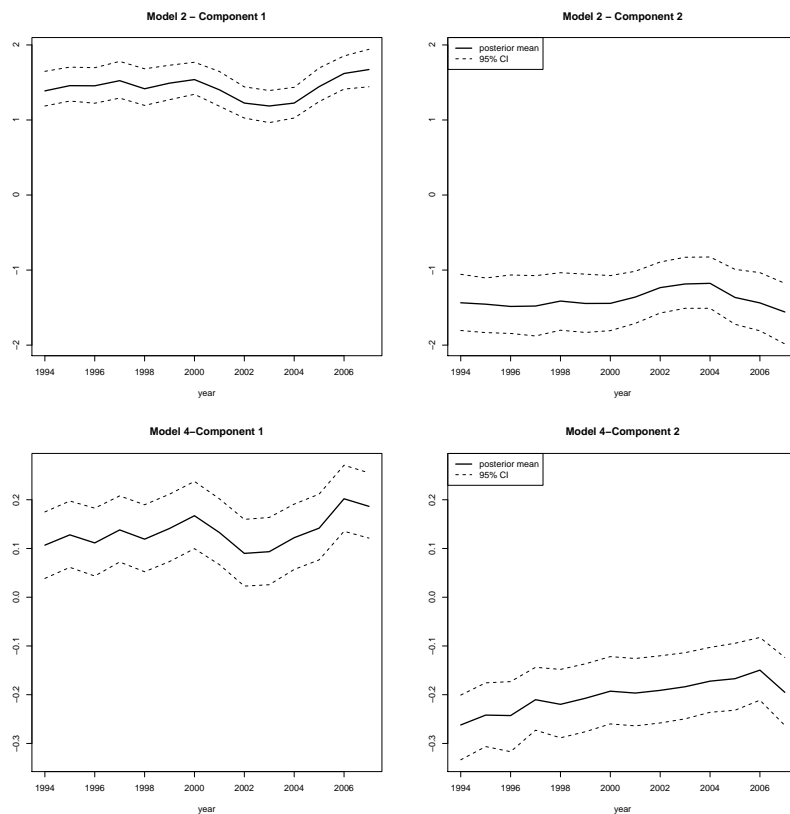 Model 2 – Component 1
2
1
0
−1
−2
1994 1996 1998 2000 2002 2004 2006
year
Model 2 – Component 2
posterior mean
95% CI
2
1
0
−1
−2
1994 1996 1998 2000 2002 2004 2006
year
Model 4−Component 1
0.2
0.1
0.0
−0.1
−0.2
−0.3
1994 1996 1998 2000 2002 2004 2006
year
Model 4−Component 2
posterior mean
95% CI
0.2
0.1
0.0
−0.1
−0.2
−0.3
1994 1996 1998 2000 2002 2004 2006
year